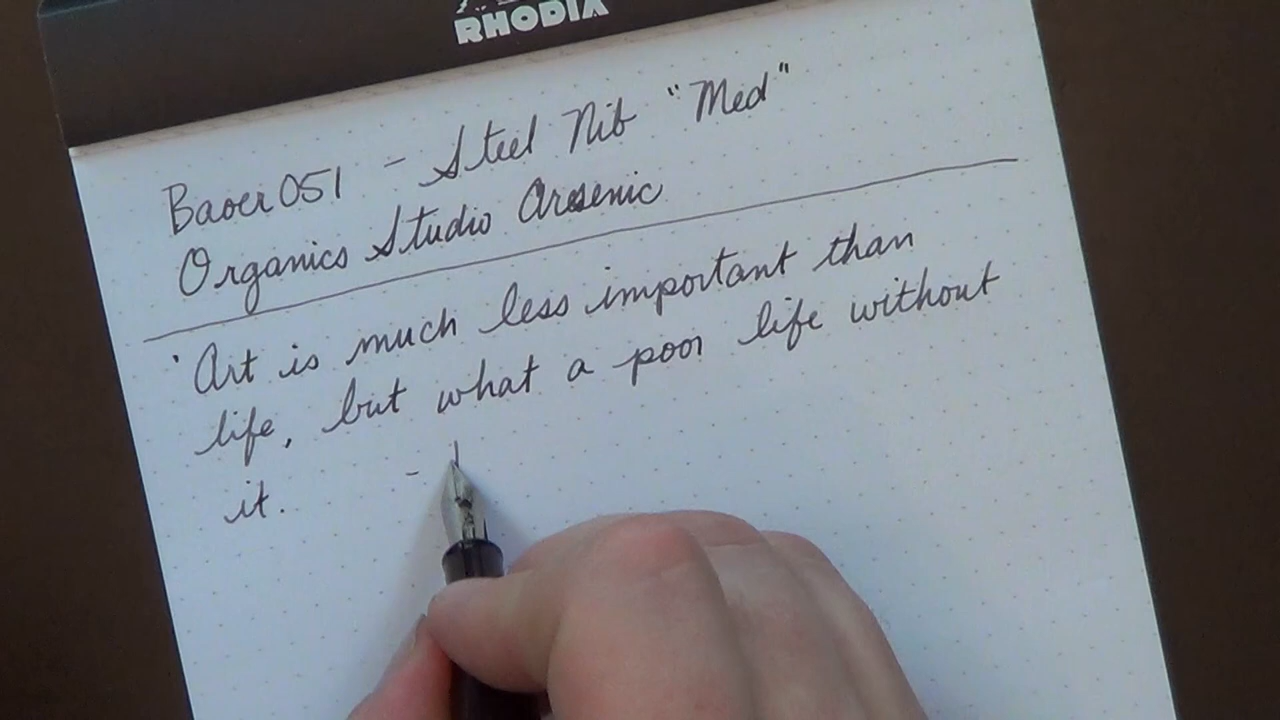 RHODIA
Baoer 051 - Steel Nib "Med"
Organics Studio Arsenic
'Art is much less important than
life, but what a poor life without
it. -